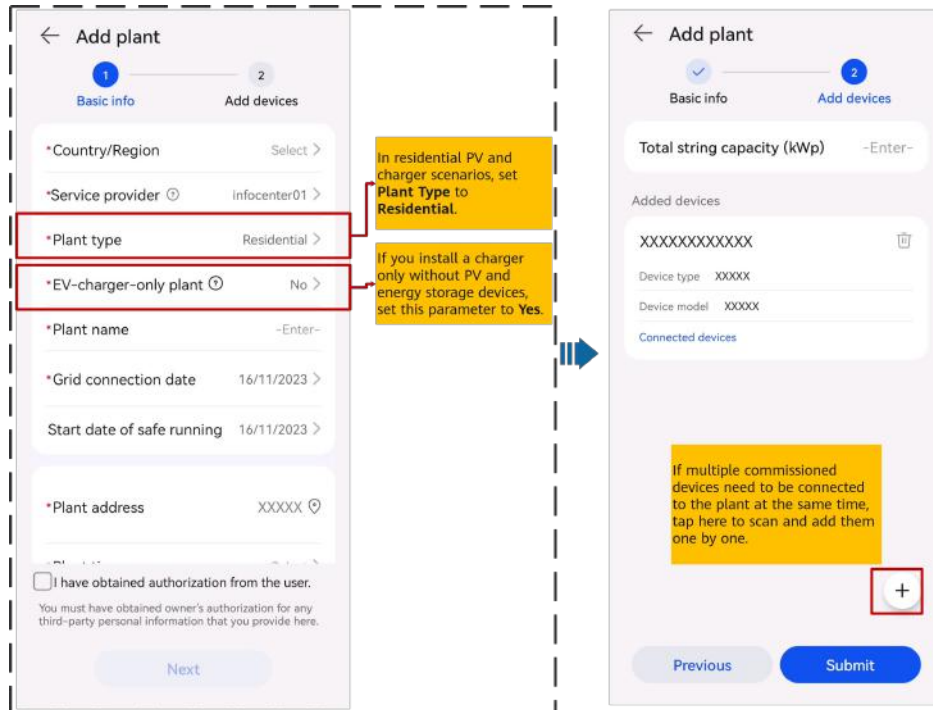 Add plant
1
2
Basic info
Add devices
*Country/Region
Select >
*Service provider
infocenter01 >
*Plant type
Residential >
*EV-charger-only plant
No >
*Plant name
-Enter-
*Grid connection date
16/11/2023 >
Start date of safe running
16/11/2023 >
*Plant address
XXXXX
I have obtained authorization from the user.
You must have obtained owner's authorization for any
third-party personal information that you provide here.
Next
In residential PV and
charger scenarios, set
Plant Type to
Residential.
If you install a charger
only without PV and
energy storage devices,
set this parameter to Yes.
Add plant
2
Basic info
Add devices
Total string capacity (kWp)
-Enter-
Added devices
XXXXXXXXXXXX
Device type XXXXX
Device model XXXXX
Connected devices
If multiple commissioned
devices need to be connected
to the plant at the same time,
tap here to scan and add them
one by one.
+
Previous
Submit